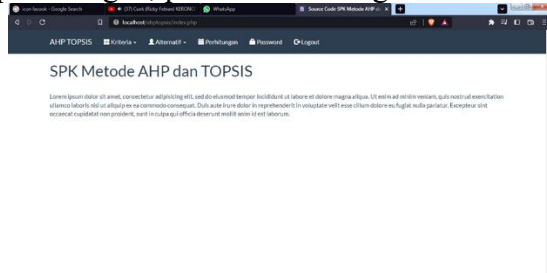 icon favicon - Google Search
WhatsApp
Source Code SPK Metode AHP d
localhost/ahptopsis/index.php
AHP TOPSIS Kriteria Alternatif Perhitungan Password Logout
SPK Metode AHP dan TOPSIS
Lorem ipsum dolor sit amet, consectetur adipisicing elit, sed do eiusmod tempor incididunt ut labore et dolore magna aliqua. Ut enim ad minim veniam, quis nostrud exercitation
ullamco laboris nisi ut aliquip ex ea commodo consequat. Duis aute irure dolor in reprehenderit in voluptate velit esse cillum dolore eu fugiat nulla pariatur. Excepteur sint
occaecat cupidatat non proident, sunt in culpa qui officia deserunt mollit anim id est laborum.